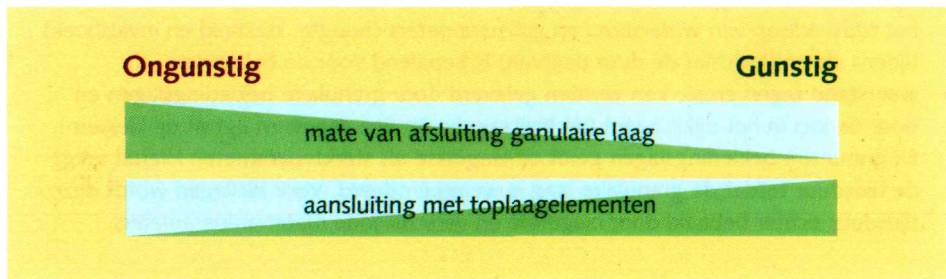 Ongunstig Gunstig
mate van afsluiting ganulaire laag
aansluiting met toplaagelementen